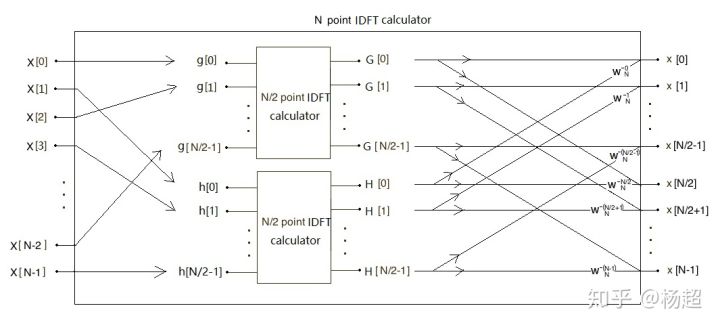 N point IDFT calculator
X[0] g[0] G [0] x [0]
W_N^-0
X[1] g[1] G [1] x [1]
N/2 point IDFT
calculator
W_N^-1
X[2]
X[3] g[N/2-1] G [N/2-1] W_N^-(N/2-1) x [N/2-1]
h[0] H [0] W_N^-N/2 x [N/2]
h[1] H [1] W_N^-(N/2+1) x [N/2+1]
N/2 point IDFT
calculator
X[N-2]
X[N-1] h[N/2-1] H [N/2-1] W_N^-(N-1) x [N-1]
知乎 @杨超